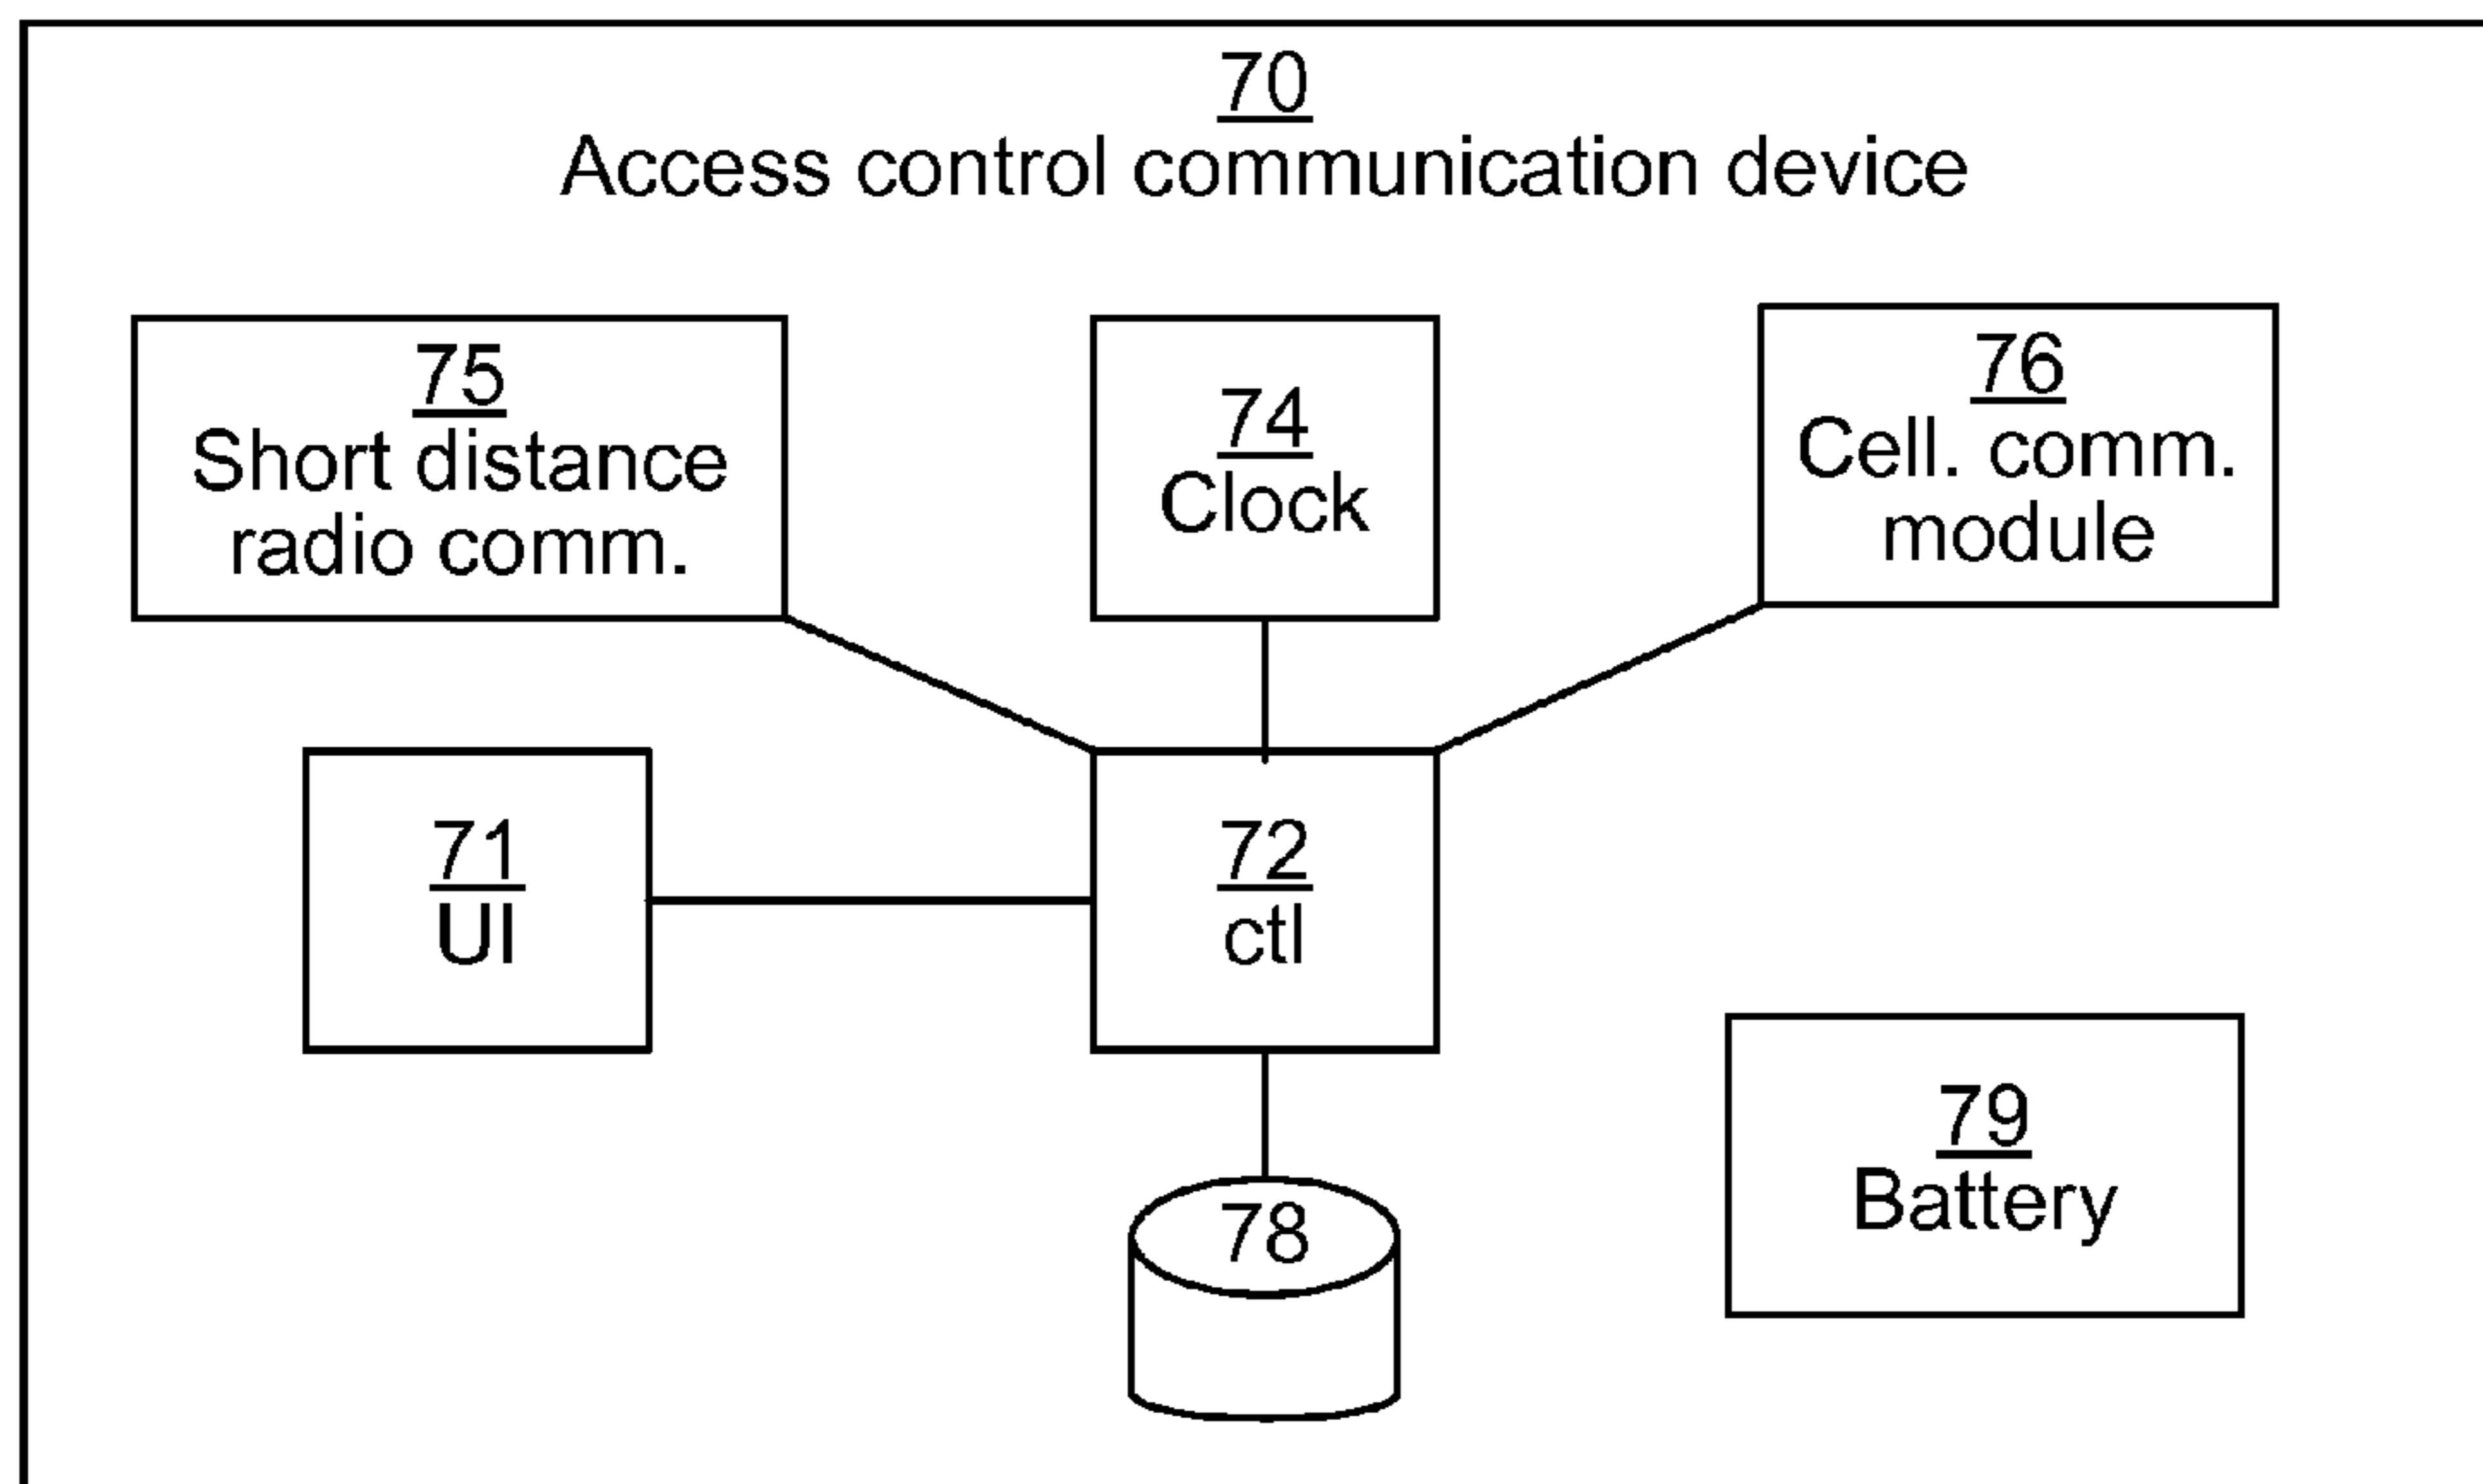 70
Access control communication device
75
Short distance
radio comm.
74
Clock
76
Cell. comm.
module
71
UI
72
ctl
78
79
Battery